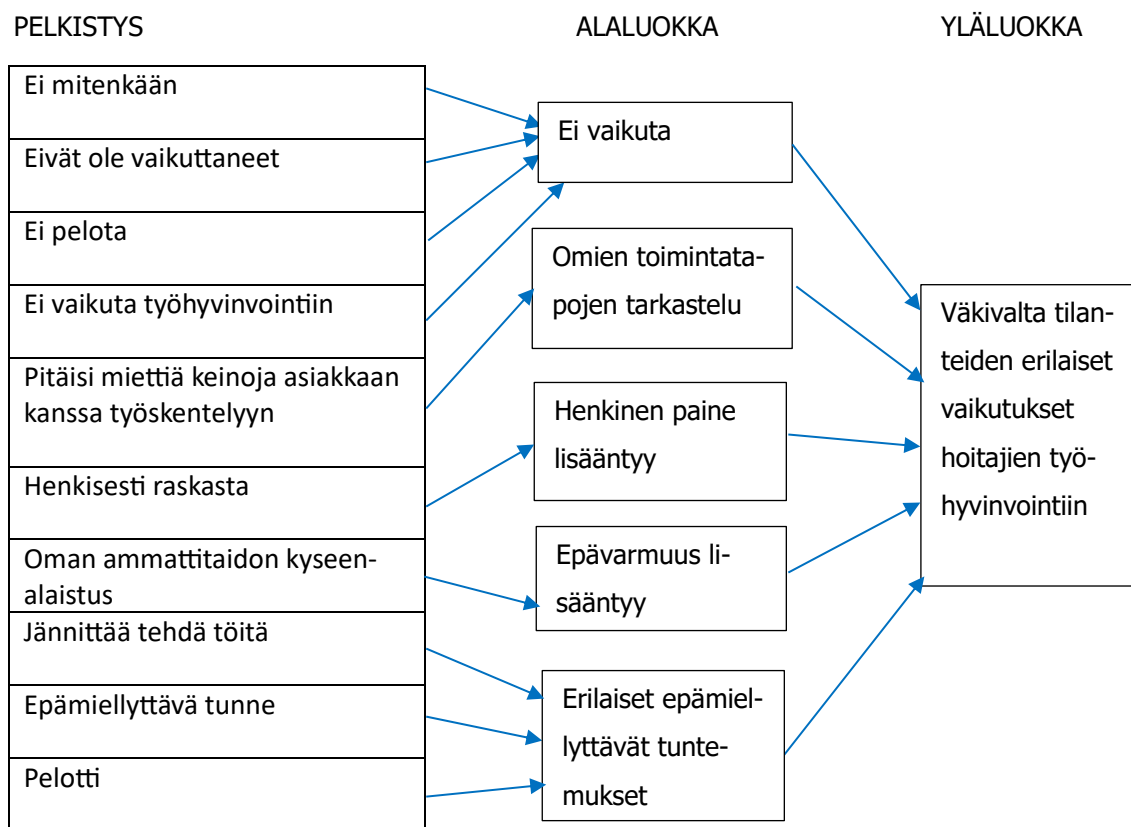 PELKISTYS
ALALUOKKA
YLÄLUOKKA
Ei mitenkään
Eivät ole vaikuttaneet
Ei pelota
Ei vaikuta työhyvinvointiin
Pitäisi miettiä keinoja asiakkaan
kanssa työskentelyyn
Henkisesti raskasta
Oman ammattitaidon kyseen-
alaistus
Jännittää tehdä töitä
Epämiellyttävä tunne
Pelotti
Ei vaikuta
Omien toimintata-
pojen tarkastelu
Henkinen paine
lisääntyy
Epävarmuus li-
sääntyy
Erilaiset epämiel-
lyttävät tunte-
mukset
Väkivalta tilan-
teiden erilaiset
vaikutukset
hoitajien työ-
hyvinvointiin